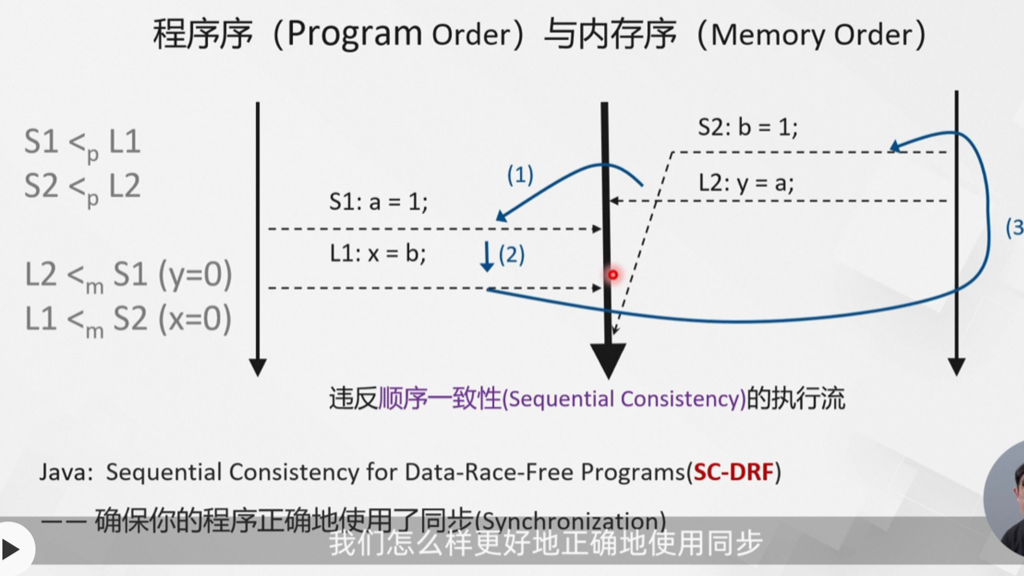 程序序（Program Order）与内存序（Memory Order）
S1 <p L1
S2 <p L2
L2 <m S1 (y=0)
L1 <m S2 (x=0)
S1: a = 1;
L1: x = b;
(1)
(2)
S2: b = 1;
L2: y = a;
(3
违反顺序一致性(Sequential Consistency)的执行流
Java: Sequential Consistency for Data-Race-Free Programs(SC-DRF)
—— 确保你的程序正确地使用了同步(Synchronization)
我们怎么样更好地正确地使用同步